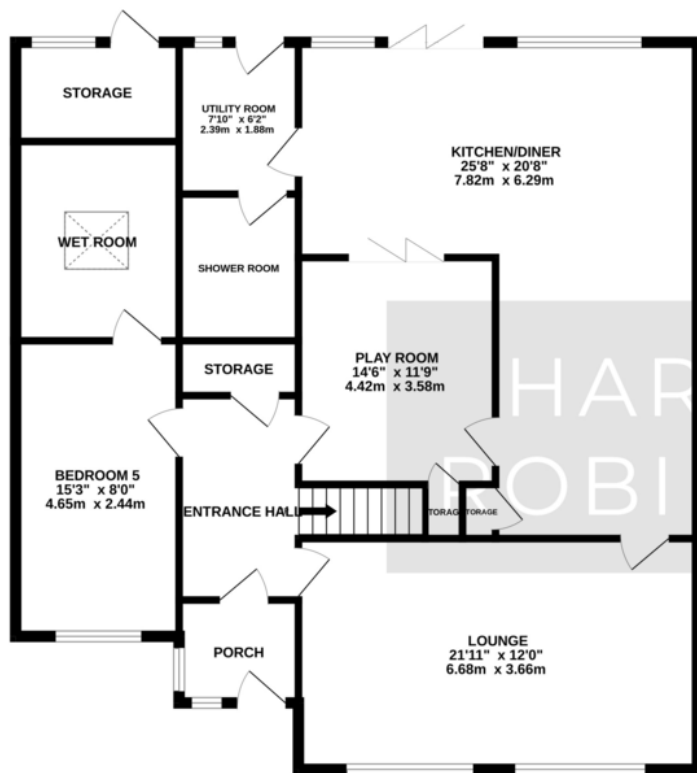 STORAGE
UTILITY ROOM
7'10" x 6'2"
2.39m x 1.88m
KITCHEN/DINER
25'8" x 20'8"
7.82m x 6.29m
WET ROOM
SHOWER ROOM
STORAGE
PLAY ROOM
14'6" x 11'9"
4.42m x 3.58m
HAR
ROBI
BEDROOM 5
15'3" x 8'0"
4.65m x 2.44m
ENTRANCE HALL
TORAG
TORAGE
PORCH
LOUNGE
21'11" x 12'0"
6.68m x 3.66m